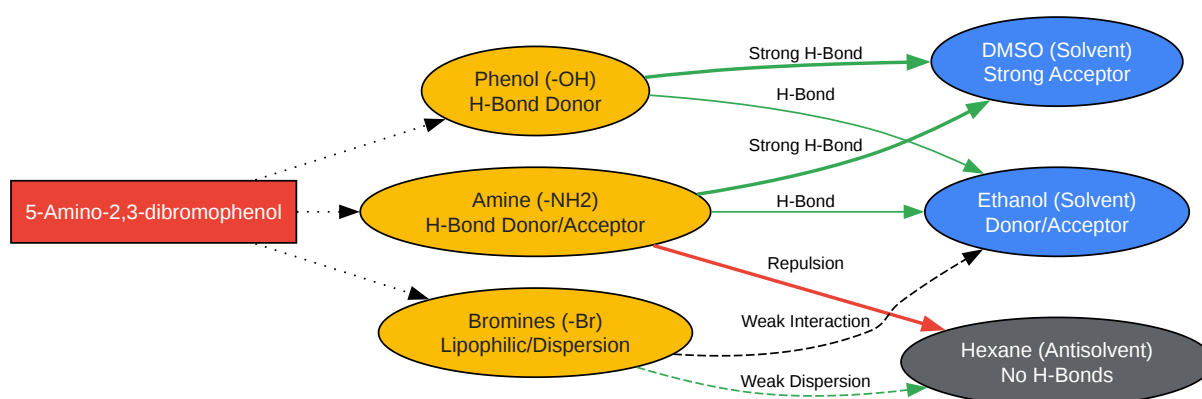 5-Amino-2,3-dibromophenol
Phenol (-OH)
H-Bond Donor
Amine (-NH2)
H-Bond Donor/Acceptor
Bromines (-Br)
Lipophilic/Dispersion
Strong H-Bond
H-Bond
Strong H-Bond
H-Bond
Repulsion
Weak Interaction
Weak Dispersion
DMSO (Solvent)
Strong Acceptor
Ethanol (Solvent)
Donor/Acceptor
Hexane (Antisolvent)
No H-Bonds